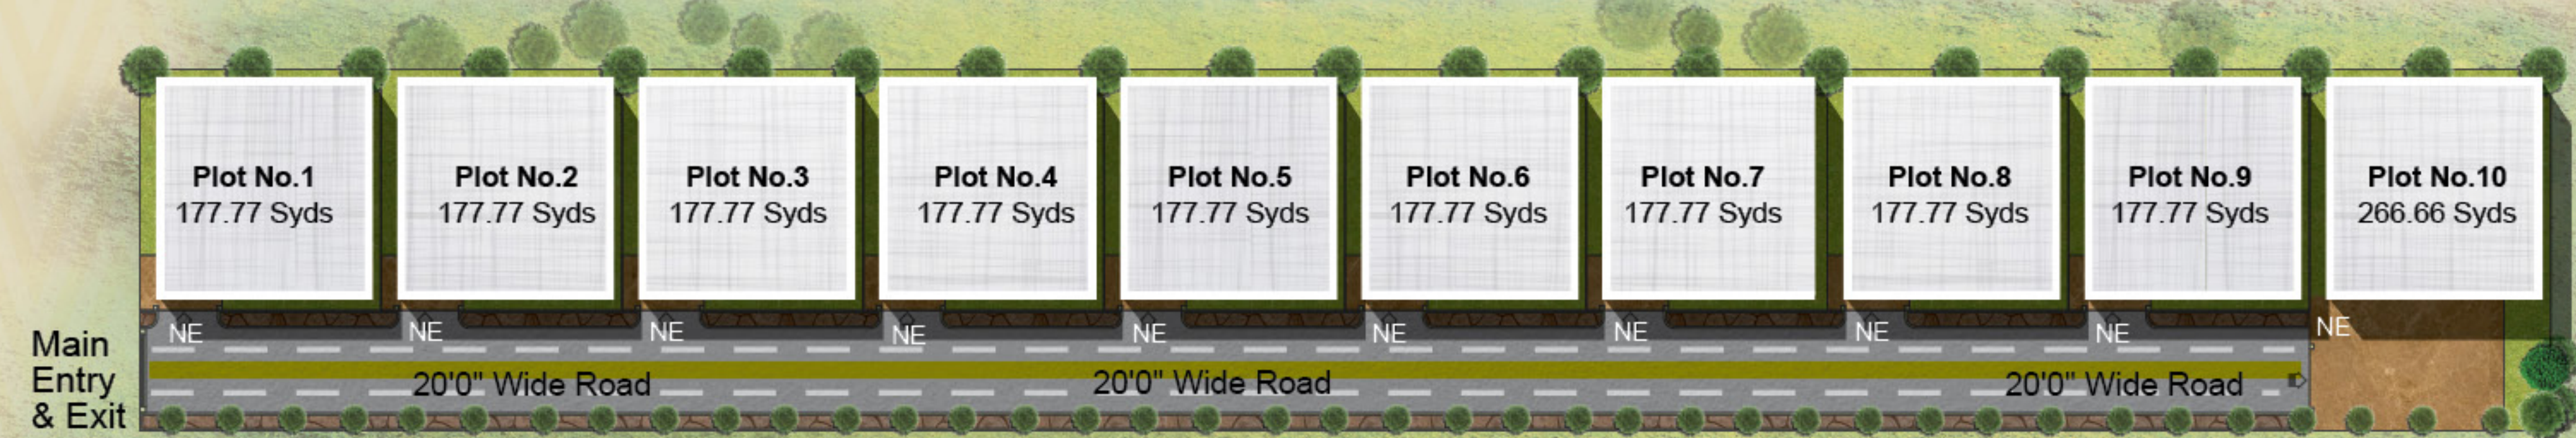 Plot No.1
177.77 Syds
Plot No.2
177.77 Syds
Plot No.3
177.77 Syds
Plot No.4
177.77 Syds
Plot No.5
177.77 Syds
Plot No.6
177.77 Syds
Plot No.7
177.77 Syds
Plot No.8
177.77 Syds
Plot No.9
177.77 Syds
Plot No.10
266.66 Syds
NE
NE
NE
NE
NE
NE
NE
NE
NE
NE
Main
Entry
& Exit
20'0" Wide Road
20'0" Wide Road
20'0" Wide Road